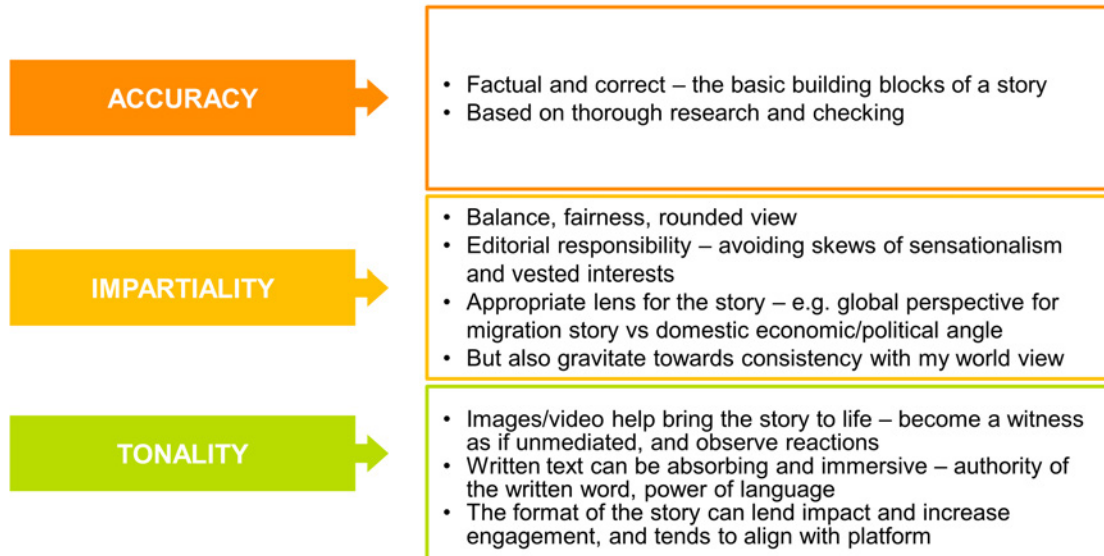 ACCURACY
• Factual and correct – the basic building blocks of a story
• Based on thorough research and checking
IMPARTIALITY
• Balance, fairness, rounded view
• Editorial responsibility – avoiding skews of sensationalism
and vested interests
• Appropriate lens for the story – e.g. global perspective for
migration story vs domestic economic/political angle
• But also gravitate towards consistency with my world view
TONALITY
• Images/video help bring the story to life – become a witness
as if unmediated, and observe reactions
• Written text can be absorbing and immersive – authority of
the written word, power of language
• The format of the story can lend impact and increase
engagement, and tends to align with platform